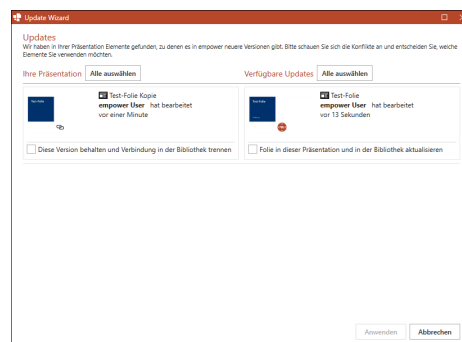 Update Wizard
Updates
Wir haben in Ihrer Präsentation Elemente gefunden, zu denen es in empower neuere Versionen gibt. Bitte schauen Sie sich die Konflikte an und entscheiden Sie, welche
Elemente Sie verwenden möchten.
Ihre Präsentation
Alle auswählen
Verfügbare Updates
Alle auswählen
Test-Folie
Test-Folie Kopie
empower User hat bearbeitet
vor einer Minute
Diese Version behalten und Verbindung in der Bibliothek trennen
Test-Folie
Test-Folie
empower User hat bearbeitet
vor 13 Sekunden
Folie in dieser Präsentation und in der Bibliothek aktualisieren
Anwenden
Abbrechen